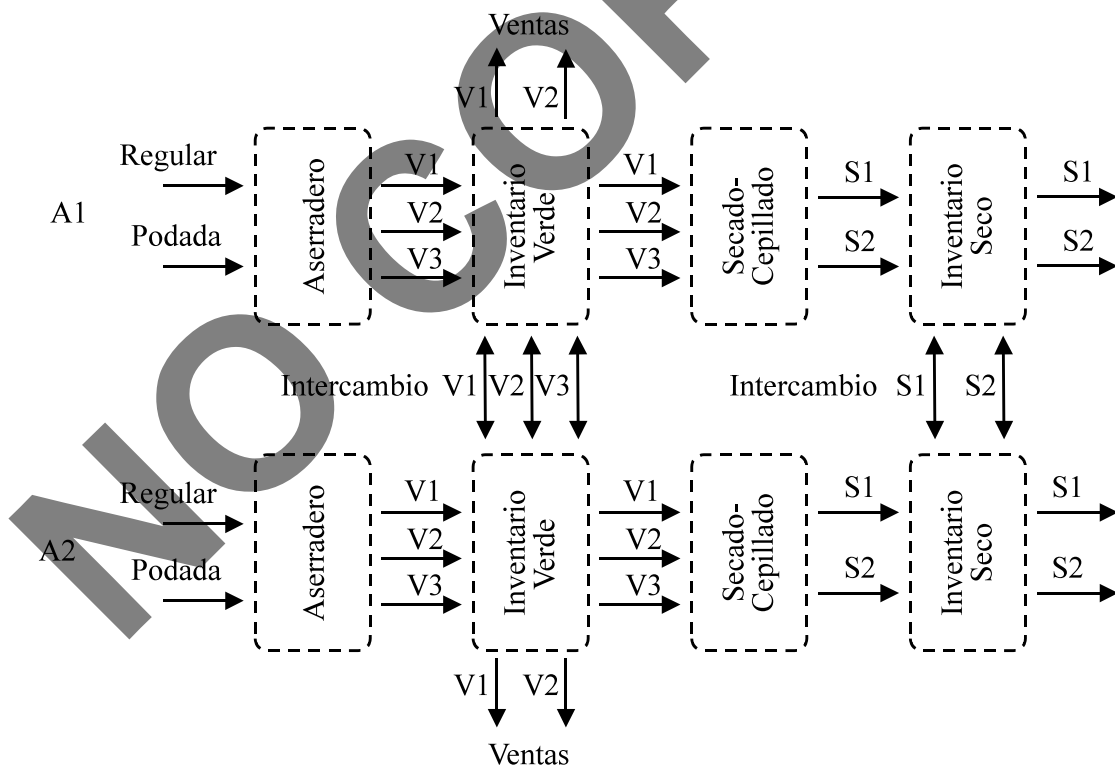 Ventas
V1 V2
Regular
Podada
A1
Aserradero
V1
V2
V3
Inventario
Verde
V1
V2
V3
Secado-
Cepillado
S1
S2
Inventario
Seco
S1
S2
Intercambio V1 V2 V3
Intercambio S1 S2
Regular
Podada
A2
Aserradero
V1
V2
V3
Inventario
Verde
V1
V2
V3
Secado-
Cepillado
S1
S2
Inventario
Seco
S1
S2
V1 V2
Ventas
NO COP